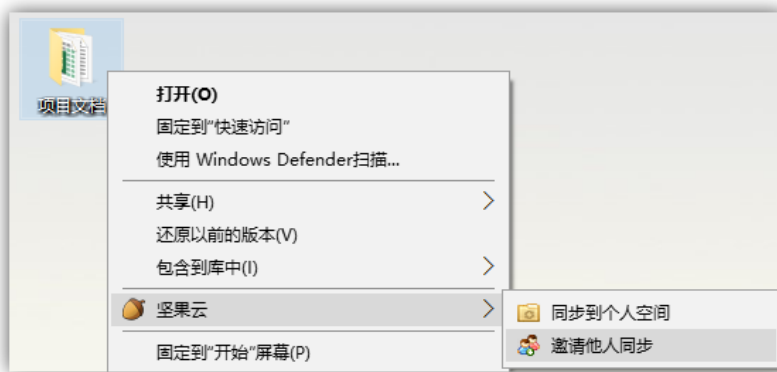 项目文档
打开(O)
固定到"快速访问"
使用 Windows Defender扫描...
共享(H)
还原以前的版本(V)
包含到库中(I)
坚果云
同步到个人空间
邀请他人同步
固定到"开始"屏幕(P)